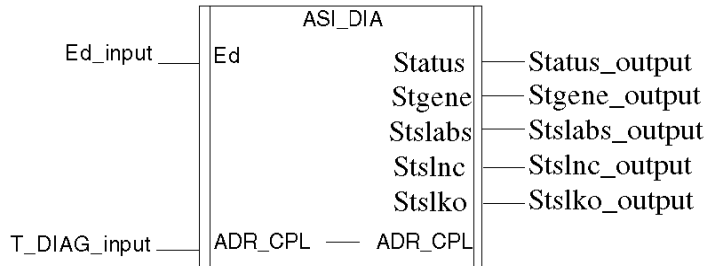 ASI_DIA
Ed_input Ed
Status Status_output
Stgene Stgene_output
Stslabs Stslabs_output
Stslnc Stslnc_output
Stslko Stslko_output
T_DIAG_input ADR_CPL ADR_CPL